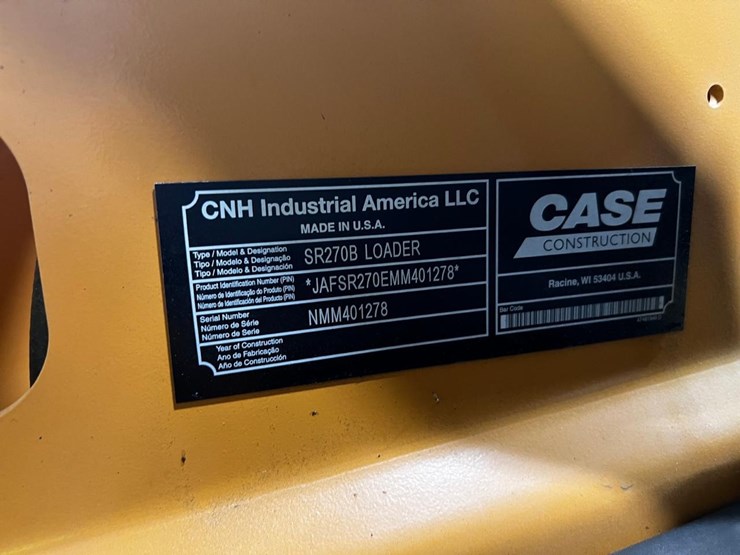 CNH Industrial America LLC
MADE IN U.S.A.
Type / Model & Designation
Tipo / Modelo & Designação
Tipo / Modelo & Designación
SR270B LOADER
Product Identification Number (PIN)
Número de Identificação do Produto (PIN)
Número de Identificación del Producto (PIN)
*JAFSR270EMM401278*
Serial Number
Número de Série
Número de Serie
NMM401278
Year of Construction
Ano de Fabricação
Año de Construcción
CASE
CONSTRUCTION
Racine, WI 53404 U.S.A.
Bar Code